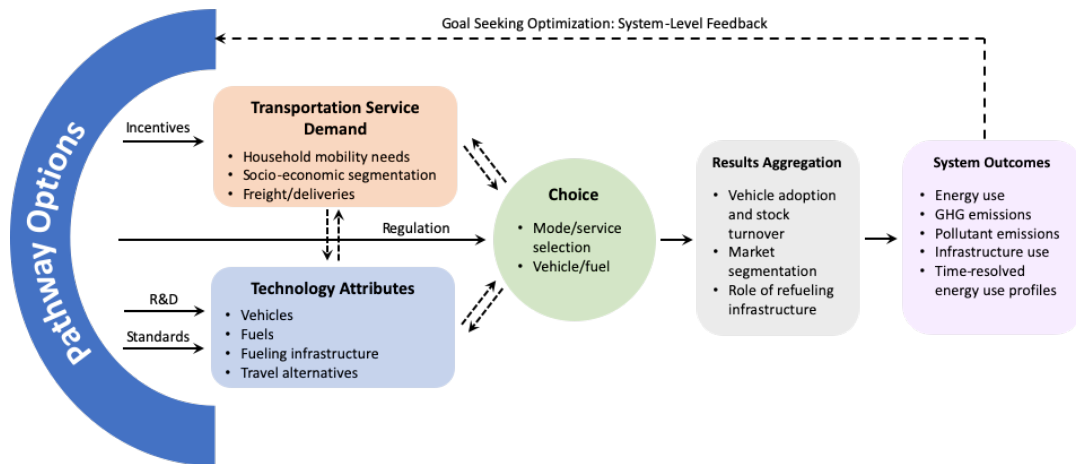 Goal Seeking Optimization: System-Level Feedback
Pathway Options
Incentives
Transportation Service
Demand
• Household mobility needs
• Socio-economic segmentation
• Freight/deliveries
Regulation
R&D
Standards
Technology Attributes
• Vehicles
• Fuels
• Fueling infrastructure
• Travel alternatives
Choice
• Mode/service
selection
• Vehicle/fuel
Results Aggregation
• Vehicle adoption
and stock
turnover
• Market
segmentation
• Role of refueling
infrastructure
System Outcomes
• Energy use
• GHG emissions
• Pollutant emissions
• Infrastructure use
• Time-resolved
energy use profiles